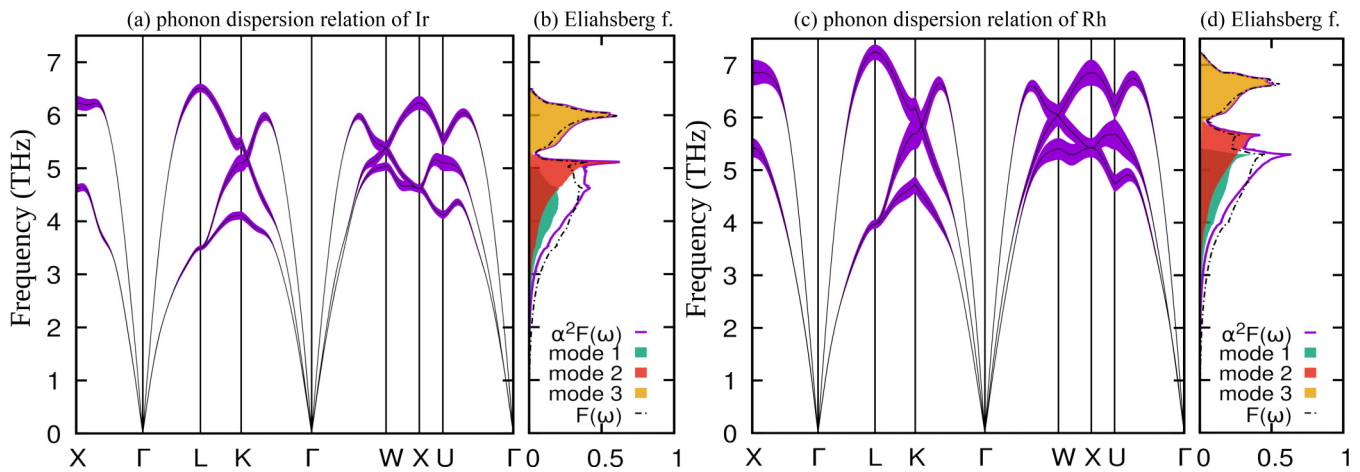 (a) phonon dispersion relation of Ir
(b) Eliahsberg f.
(c) phonon dispersion relation of Rh
(d) Eliahsberg f.
Frequency (THz)
7
6
5
4
3
2
1
0
X Γ L K Γ W X U Γ
α²F(ω)
mode 1
mode 2
mode 3
F(ω)
0 0.5 1
Frequency (THz)
7
6
5
4
3
2
1
0
X Γ L K Γ W X U Γ
α²F(ω)
mode 1
mode 2
mode 3
F(ω)
0 0.5 1